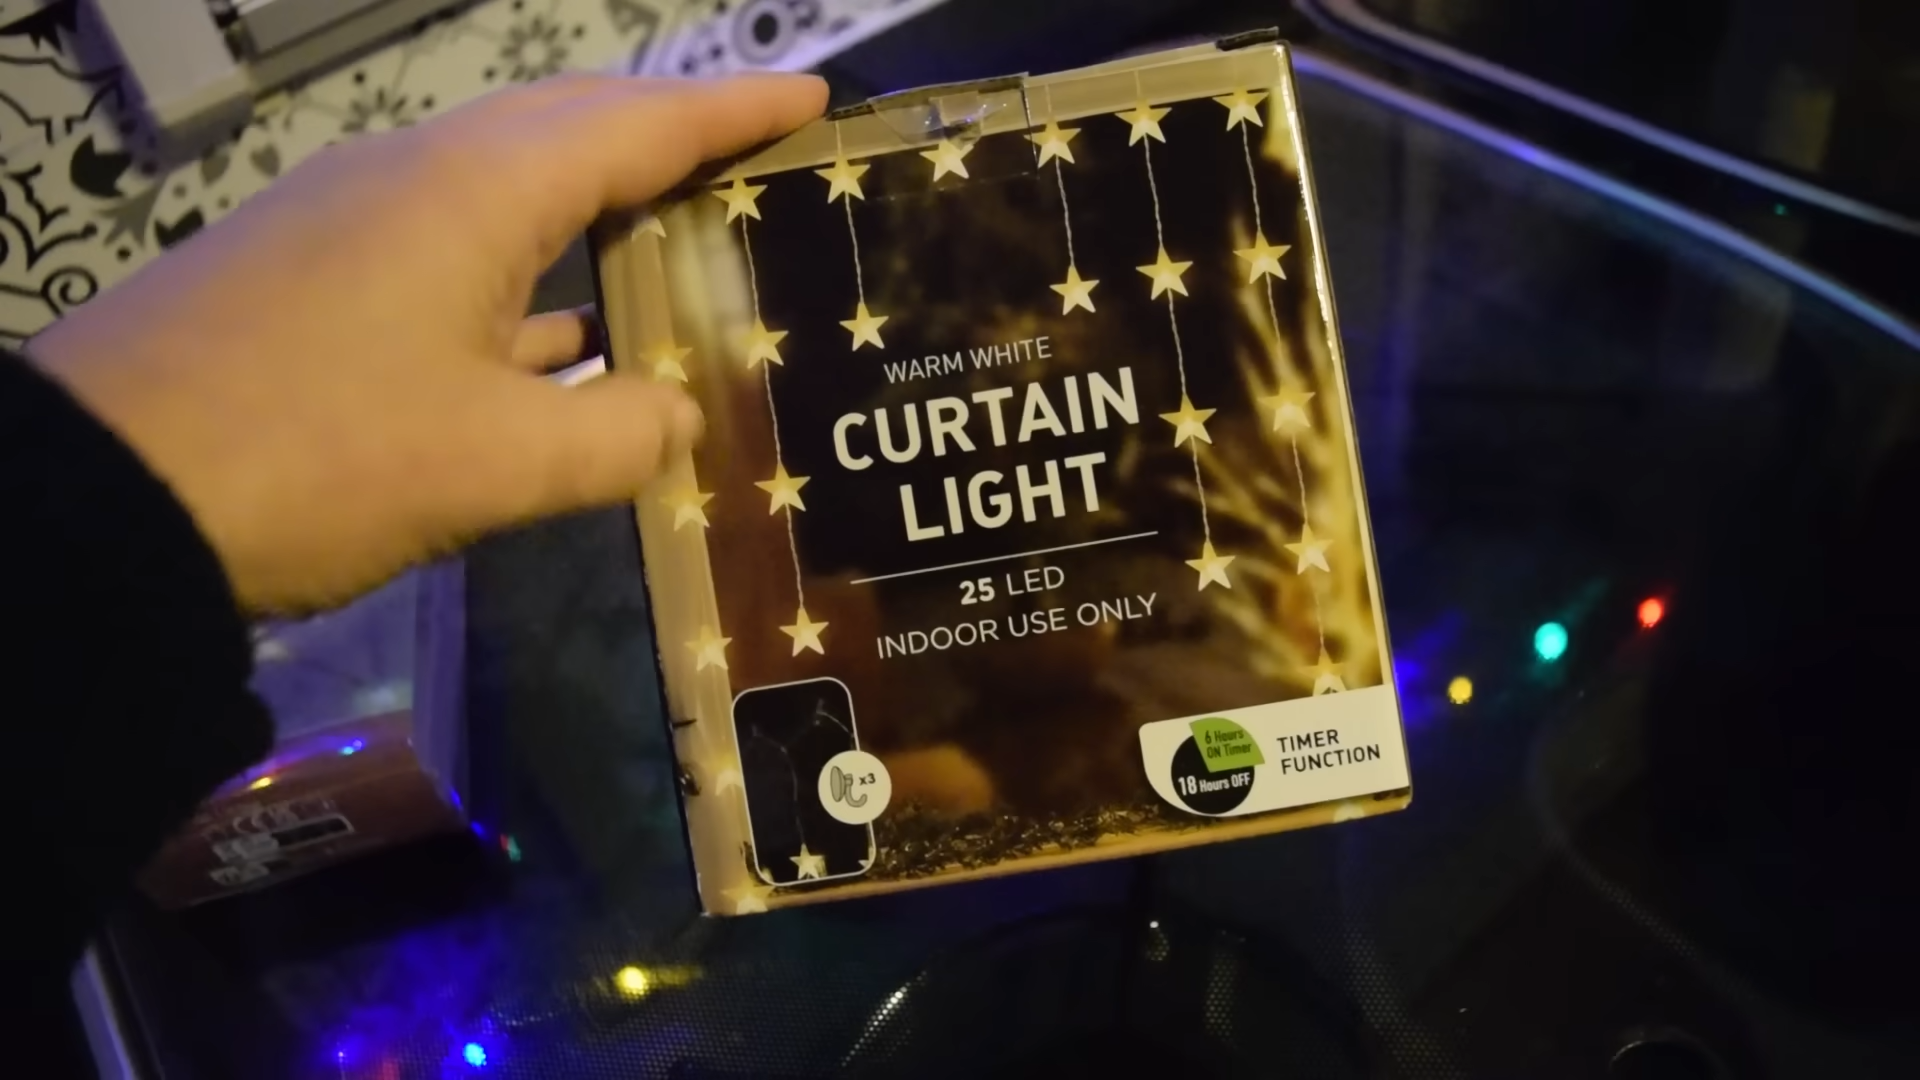 WARM WHITE
CURTAIN
LIGHT
25 LED
INDOOR USE ONLY
x3
6 Hours
ON Timer
18 Hours OFF
TIMER
FUNCTION